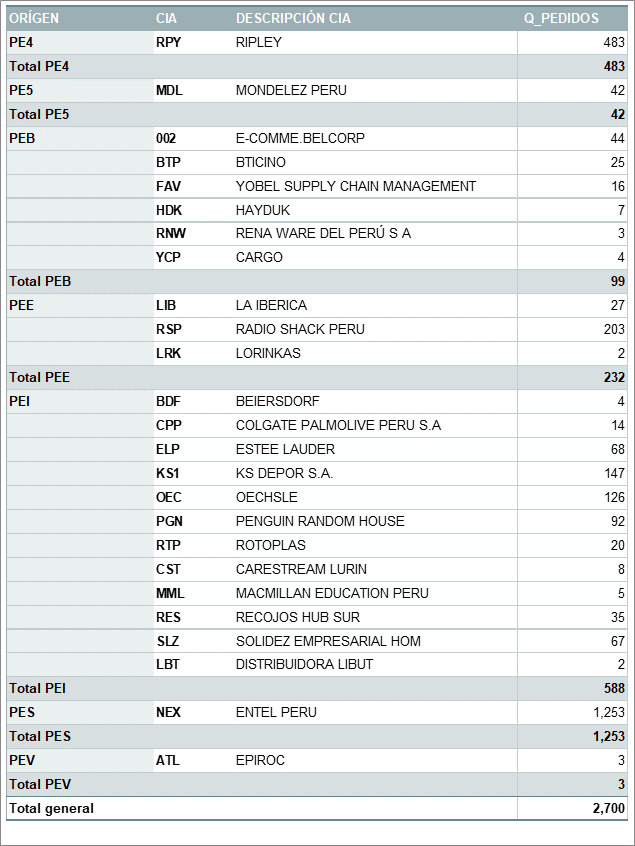 ORÍGEN CIA DESCRIPCIÓN CIA Q_PEDIDOS
PE4 RPY RIPLEY 483
Total PE4 483
PE5 MDL MONDELEZ PERU 42
Total PE5 42
PEB 002 E-COMME.BELCORP 44
BTP BTICINO 25
FAV YOBEL SUPPLY CHAIN MANAGEMENT 16
HDK HAYDUK 7
RNW RENA WARE DEL PERÚ S A 3
YCP CARGO 4
Total PEB 99
PEE LIB LA IBERICA 27
RSP RADIO SHACK PERU 203
LRK LORINKAS 2
Total PEE 232
PEI BDF BEIERSDORF 4
CPP COLGATE PALMOLIVE PERU S.A 14
ELP ESTEE LAUDER 68
KS1 KS DEPOR S.A. 147
OEC OECHSLE 126
PGN PENGUIN RANDOM HOUSE 92
RTP ROTOPLAS 20
CST CARESTREAM LURIN 8
MML MACMILLAN EDUCATION PERU 5
RES RECOJOS HUB SUR 35
SLZ SOLIDEZ EMPRESARIAL HOM 67
LBT DISTRIBUIDORA LIBUT 2
Total PEI 588
PES NEX ENTEL PERU 1,253
Total PES 1,253
PEV ATL EPIROC 3
Total PEV 3
Total general 2,700